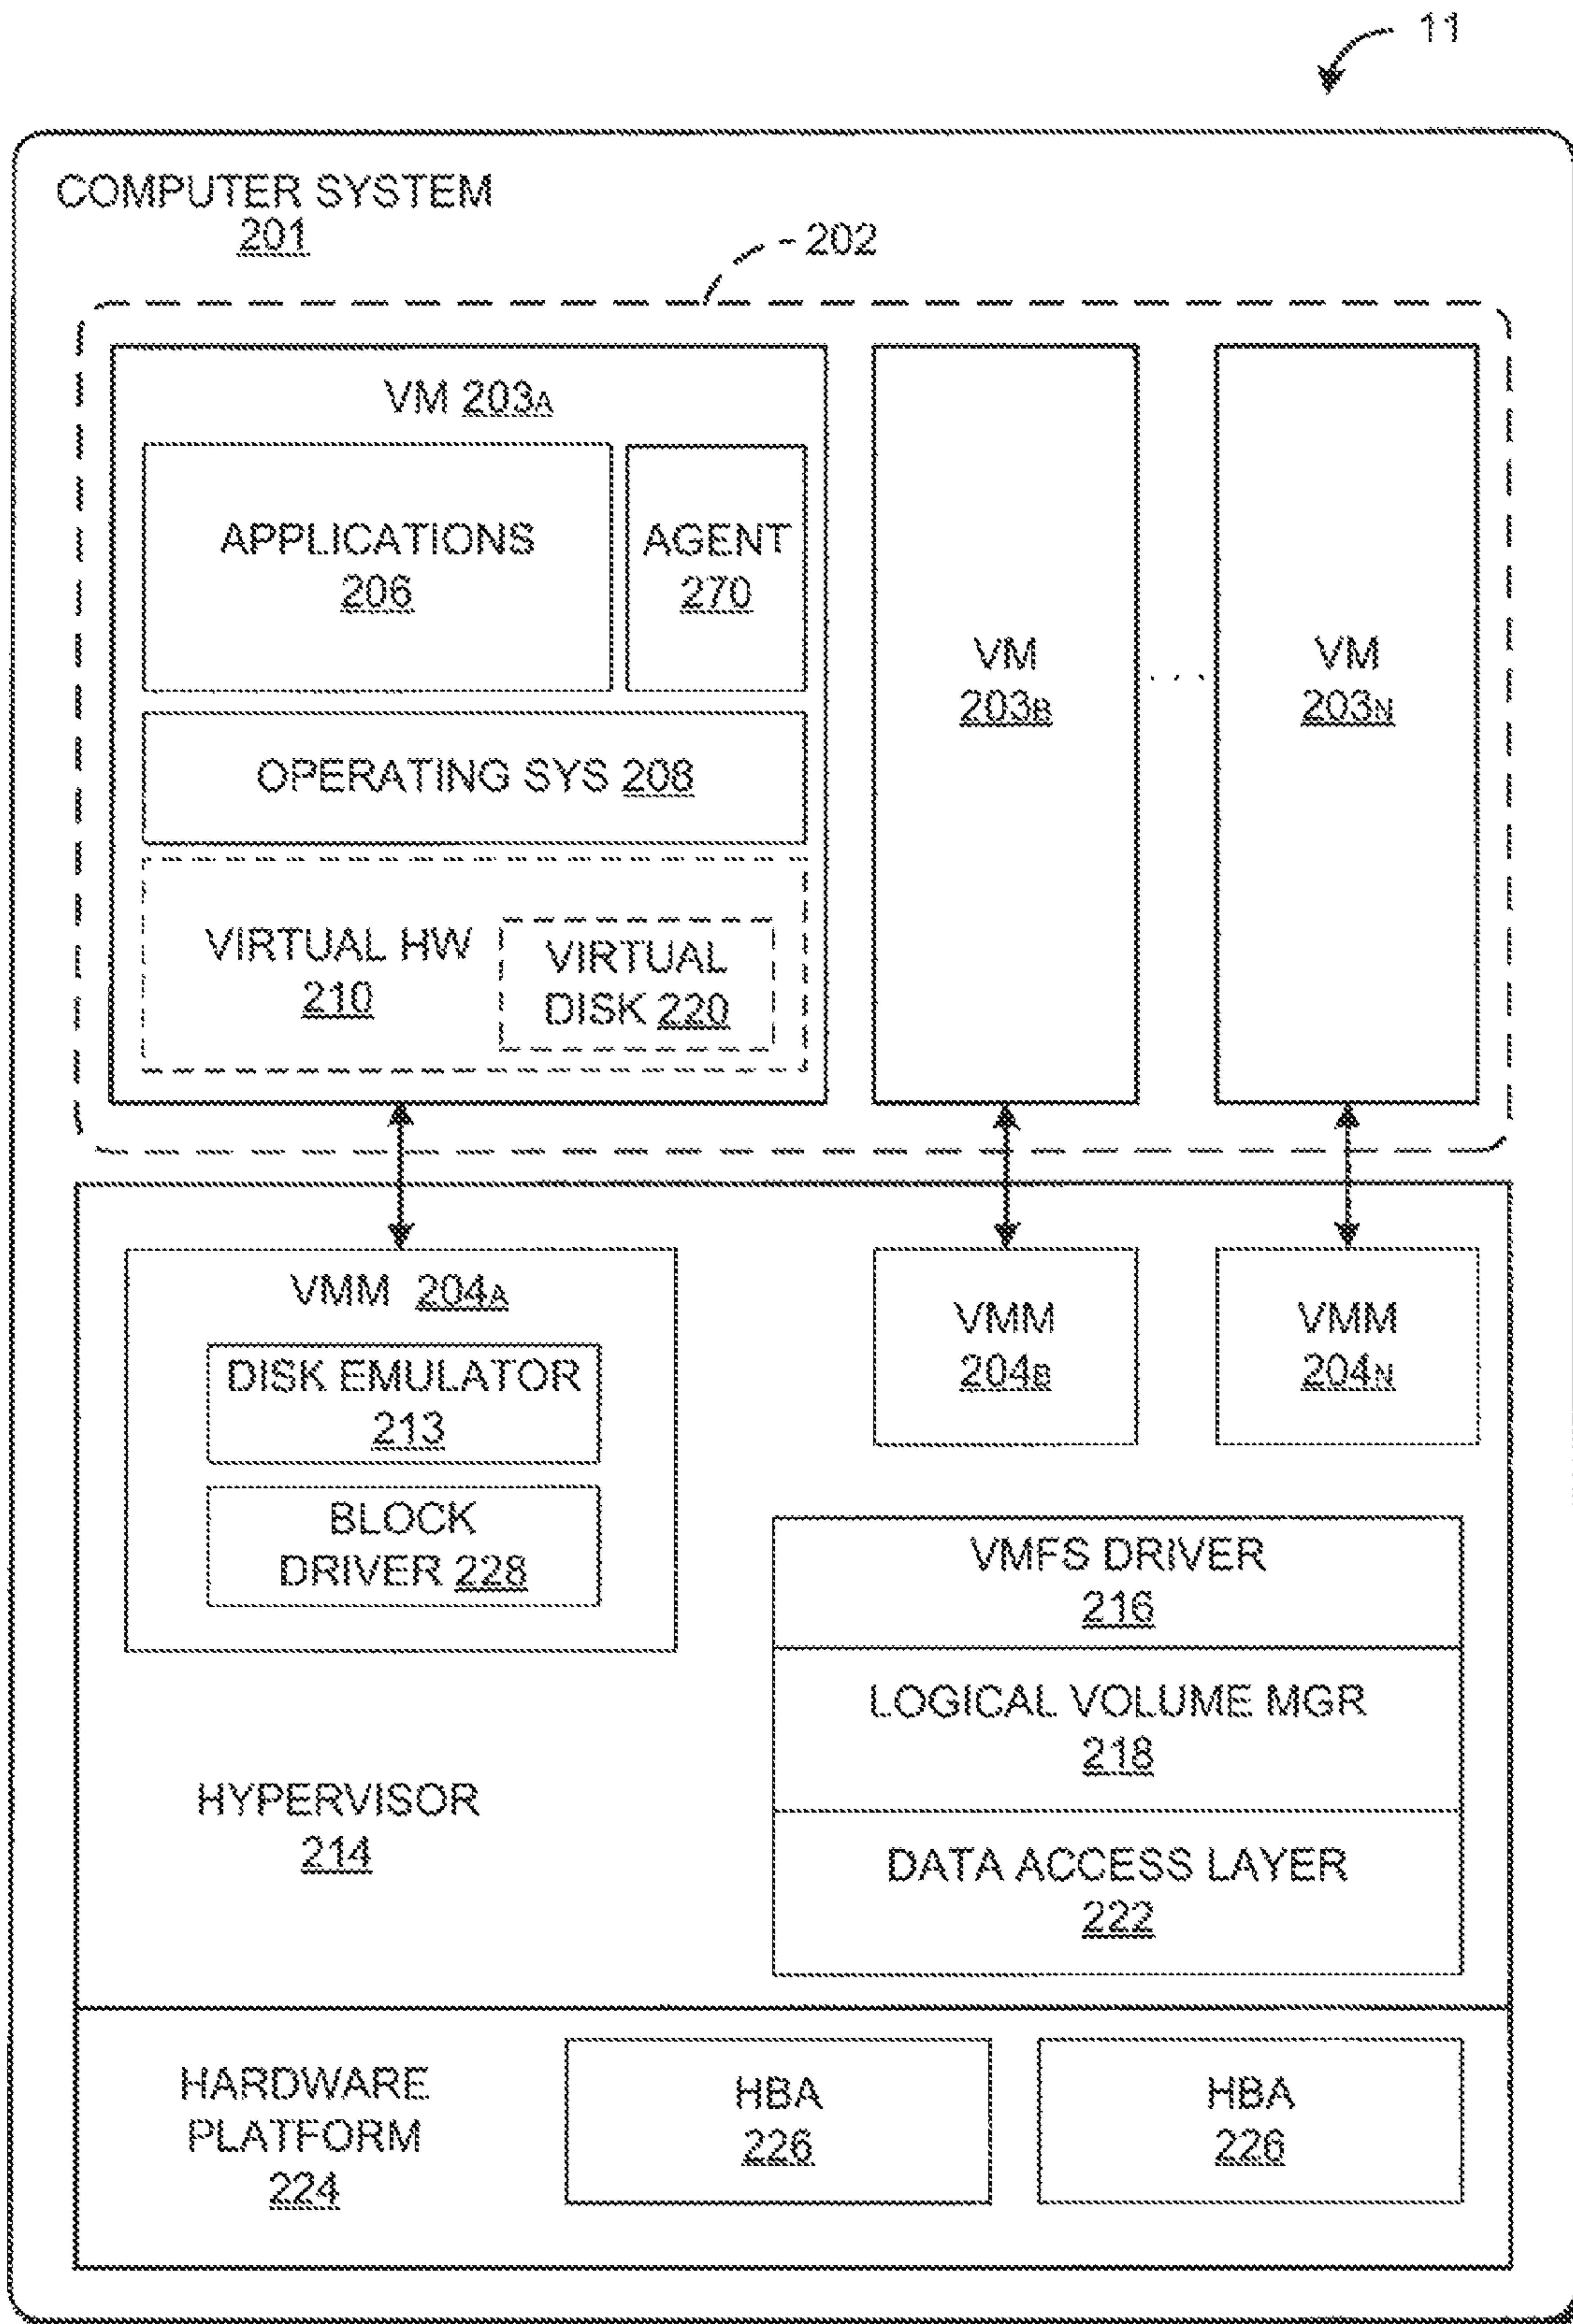 11
COMPUTER SYSTEM
201
202
VM 203A
APPLICATIONS
206
AGENT
270
OPERATING SYS 208
VIRTUAL HW
210
VIRTUAL
DISK 220
VM
203B
. . .
VM
203N
VMM 204A
DISK EMULATOR
213
BLOCK
DRIVER 228
VMM
204B
VMM
204N
VMFS DRIVER
216
LOGICAL VOLUME MGR
218
DATA ACCESS LAYER
222
HYPERVISOR
214
HARDWARE
PLATFORM
224
HBA
226
HBA
226